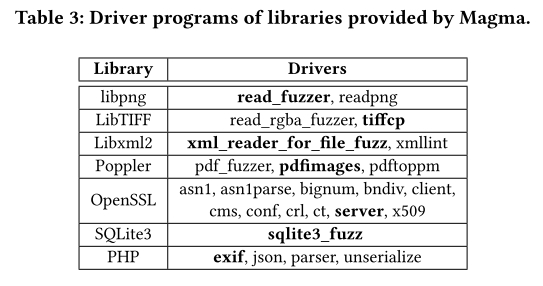 Table 3: Driver programs of libraries provided by Magma.
Library Drivers
libpng read_fuzzer, readpng
LibTIFF read_rgba_fuzzer, tiffcp
Libxml2 xml_reader_for_file_fuzz, xmllint
Poppler pdf_fuzzer, pdfimages, pdftoppm
OpenSSL asn1, asn1parse, bignum, bndiv, client,
cms, conf, crl, ct, server, x509
SQLite3 sqlite3_fuzz
PHP exif, json, parser, unserialize